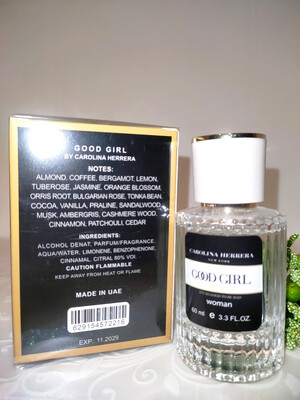 GOOD GIRL
BY CAROLINA HERRERA
NOTES:
ALMOND, COFFEE, BERGAMOT, LEMON,
TUBEROSE, JASMINE, ORANGE BLOSSOM,
ORRIS ROOT, BULGARIAN ROSE, TONKA BEAN,
COCOA, VANILLA, PRALINE, SANDALWOOD,
MUSK, AMBERGRIS, CASHMERE WOOD,
CINNAMON, PATCHOULI, CEDAR
INGREDIENTS:
ALCOHOL DENAT, PARFUM/FRAGRANCE,
AQUA/WATER, LIMONENE, BENZOPHENONE,
CINNAMAL, CITRAL 80% VOL.
CAUTION FLAMMABLE
KEEP AWAY FROM HEAT OR FLAME
MADE IN UAE
6291545722 16
EXP. 11.2029
CAROLINA HERRERA
NEW YORK
GOOD GIRL
woman
60 ml e 3.3 FL.OZ.